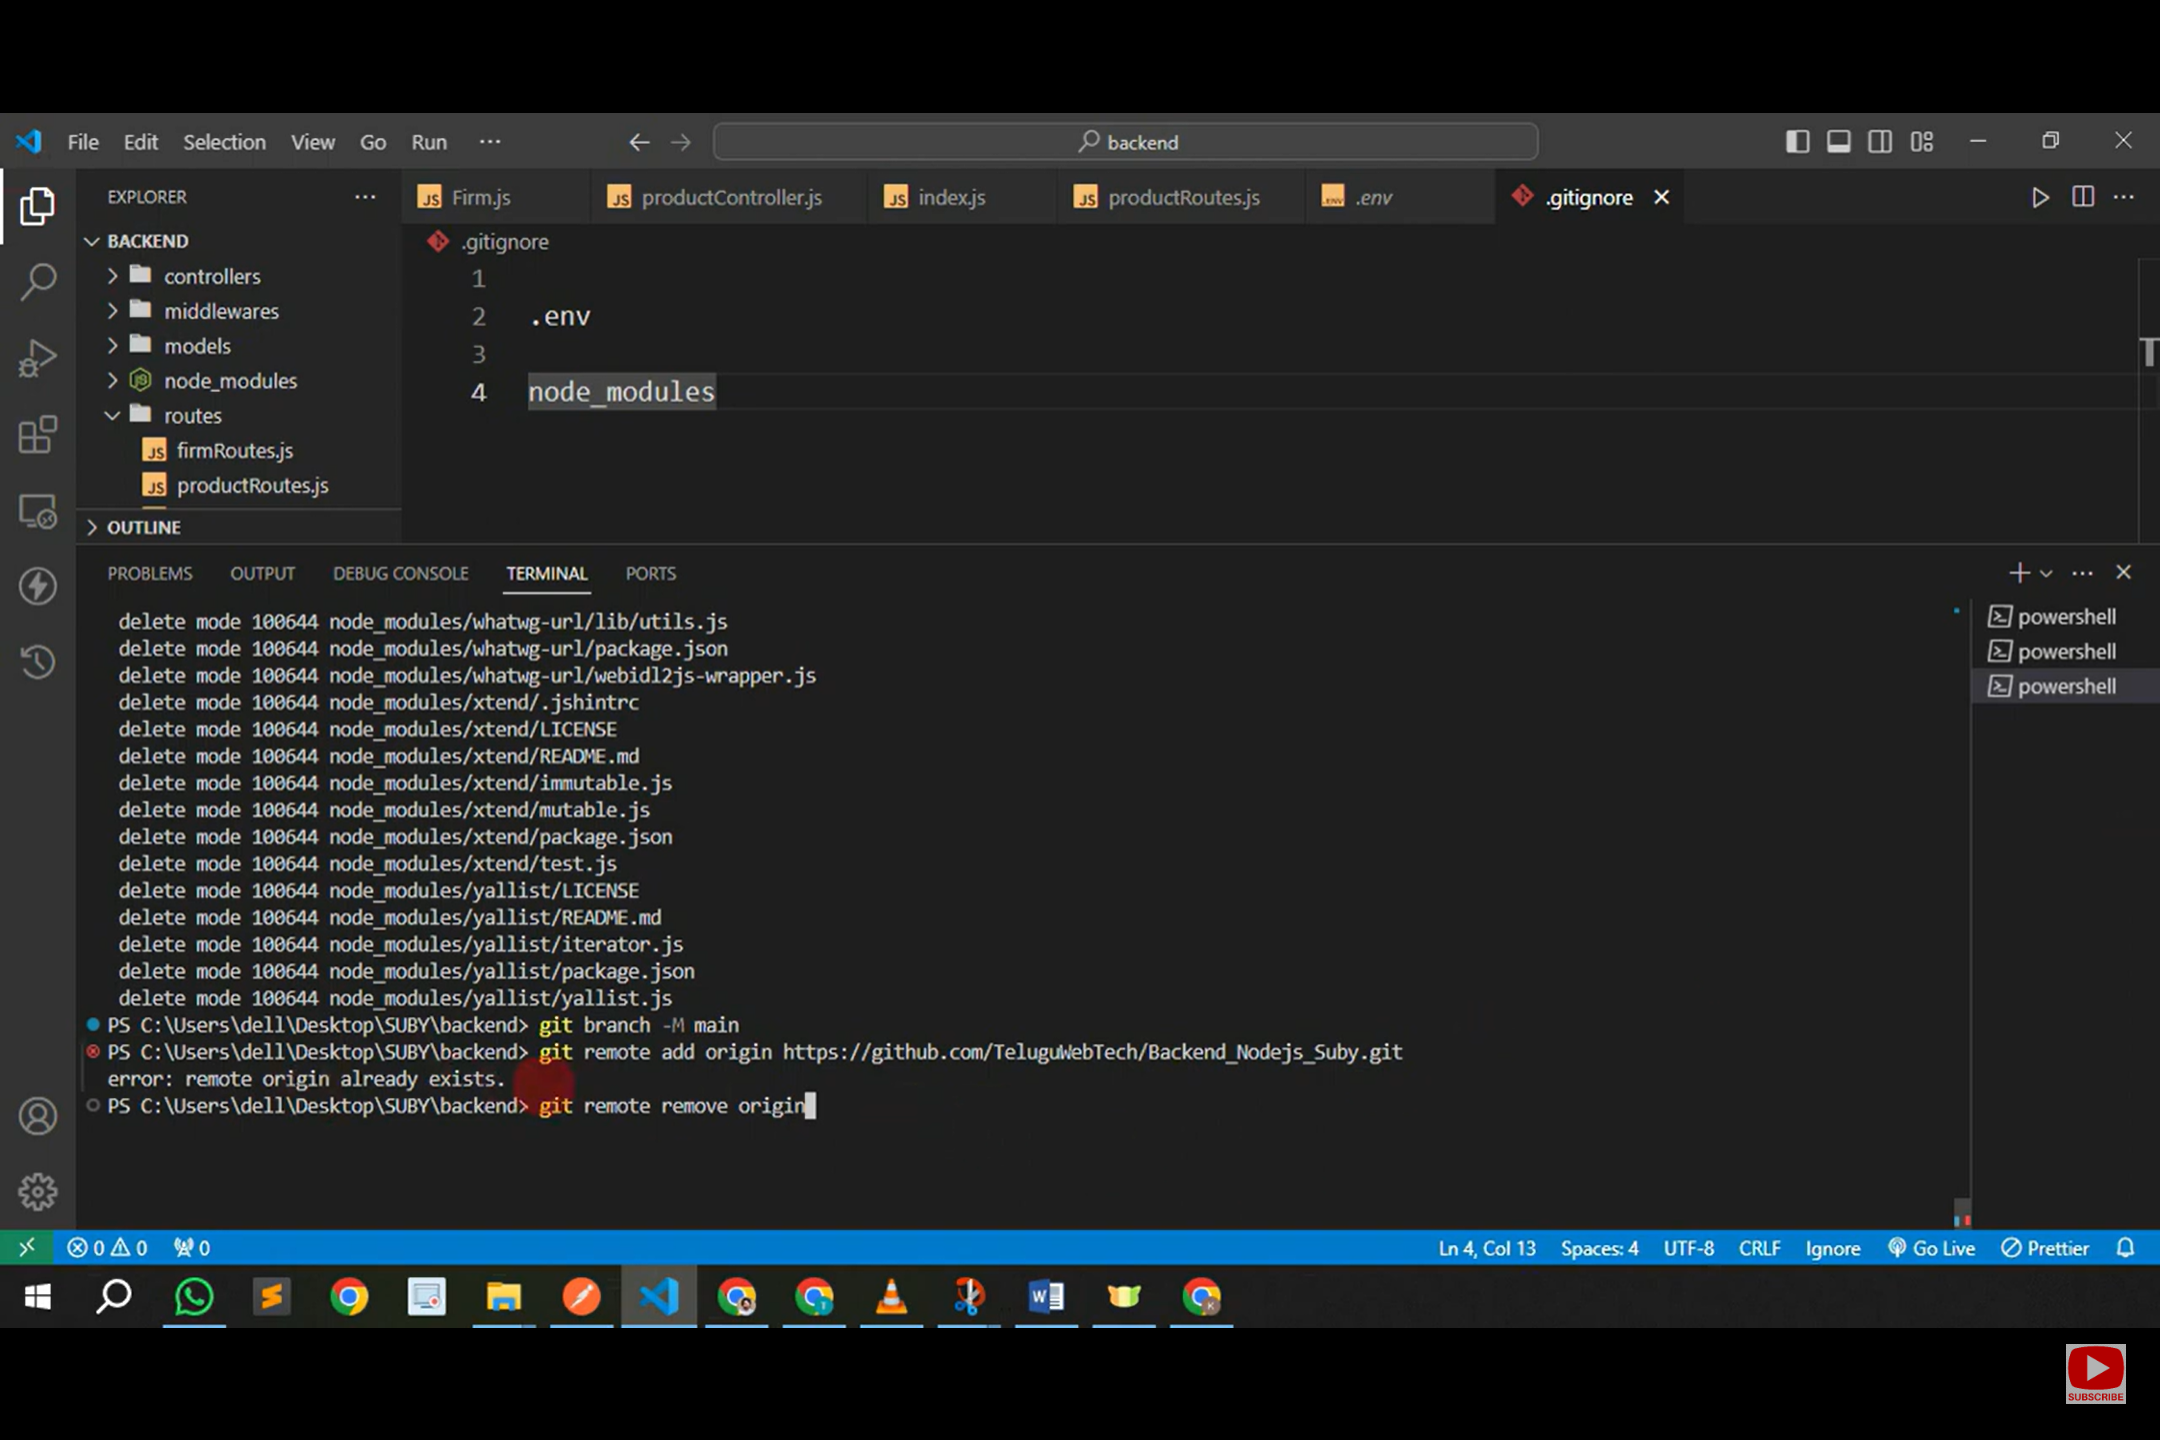 File Edit Selection View Go Run ··· backend
EXPLORER ···
Firm.js productController.js index.js productRoutes.js .env .gitignore
BACKEND
controllers
middlewares
models
node_modules
routes
firmRoutes.js
productRoutes.js
OUTLINE
.gitignore
1
2 .env
3
4 node_modules
PROBLEMS OUTPUT DEBUG CONSOLE TERMINAL PORTS
delete mode 100644 node_modules/whatwg-url/lib/utils.js
delete mode 100644 node_modules/whatwg-url/package.json
delete mode 100644 node_modules/whatwg-url/webidl2js-wrapper.js
delete mode 100644 node_modules/xtend/.jshintrc
delete mode 100644 node_modules/xtend/LICENSE
delete mode 100644 node_modules/xtend/README.md
delete mode 100644 node_modules/xtend/immutable.js
delete mode 100644 node_modules/xtend/mutable.js
delete mode 100644 node_modules/xtend/package.json
delete mode 100644 node_modules/xtend/test.js
delete mode 100644 node_modules/yallist/LICENSE
delete mode 100644 node_modules/yallist/README.md
delete mode 100644 node_modules/yallist/iterator.js
delete mode 100644 node_modules/yallist/package.json
delete mode 100644 node_modules/yallist/yallist.js
PS C:\Users\dell\Desktop\SUBY\backend> git branch -M main
PS C:\Users\dell\Desktop\SUBY\backend> git remote add origin https://github.com/TeluguWebTech/Backend_Nodejs_Suby.git
error: remote origin already exists.
PS C:\Users\dell\Desktop\SUBY\backend> git remote remove origin
powershell
powershell
powershell
0 0 0 Ln 4, Col 13 Spaces: 4 UTF-8 CRLF Ignore Go Live Prettier
SUBSCRIBE